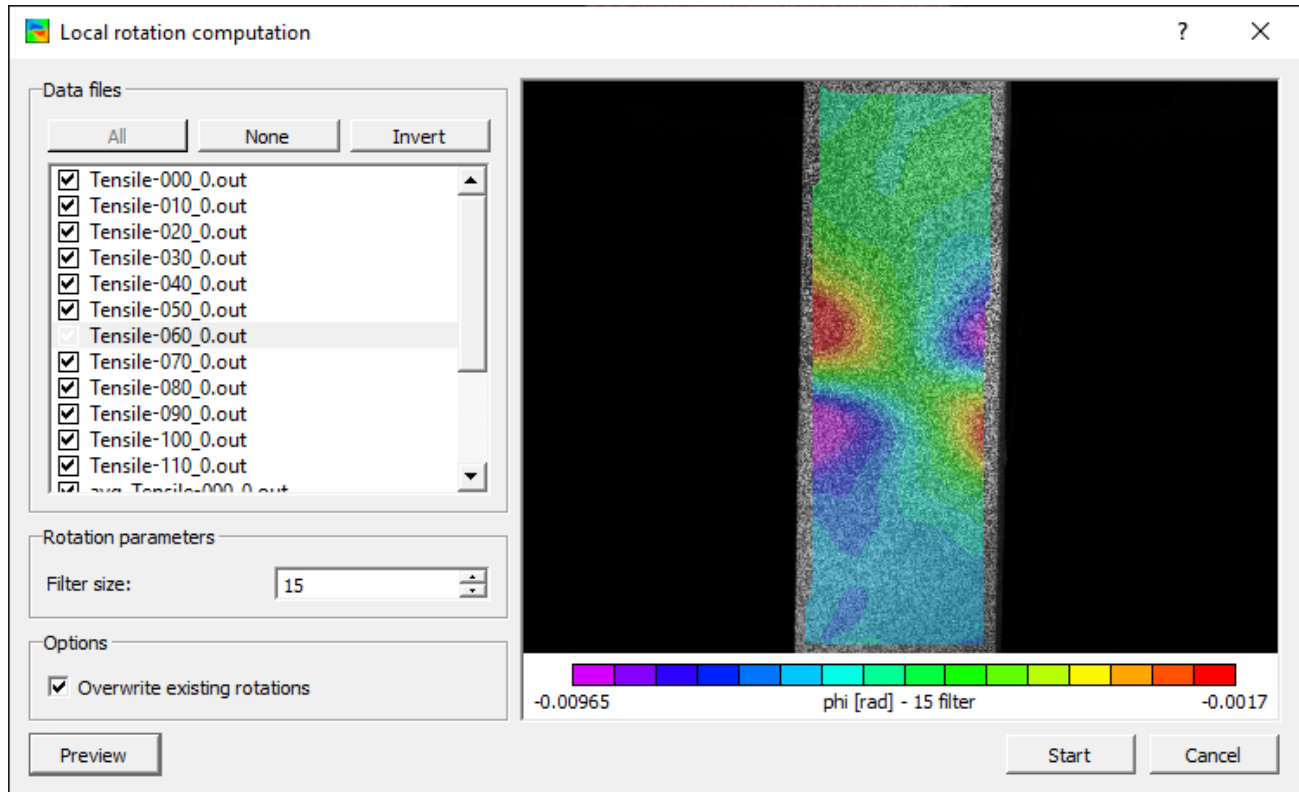 Local rotation computation
Data files
All None Invert
Tensile-000_0.out
Tensile-010_0.out
Tensile-020_0.out
Tensile-030_0.out
Tensile-040_0.out
Tensile-050_0.out
Tensile-060_0.out
Tensile-070_0.out
Tensile-080_0.out
Tensile-090_0.out
Tensile-100_0.out
Tensile-110_0.out
avg_Tensile-000_0.out
Rotation parameters
Filter size: 15
Options
Overwrite existing rotations
-0.00965 phi [rad] - 15 filter -0.0017
Preview Start Cancel